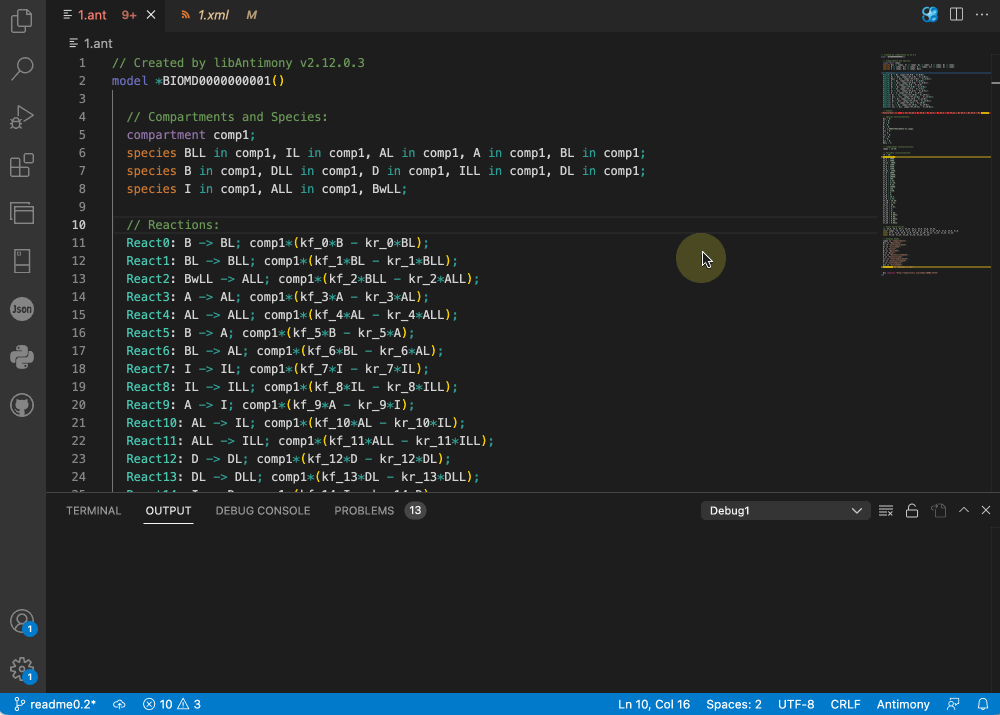 1.ant 9+ 1.xml M
1.ant
1 // Created by libAntimony v2.12.0.3
2 model *BIOMD0000000001()
3
4 // Compartments and Species:
5 compartment comp1;
6 species BLL in comp1, IL in comp1, AL in comp1, A in comp1, BL in comp1;
7 species B in comp1, DLL in comp1, D in comp1, ILL in comp1, DL in comp1;
8 species I in comp1, ALL in comp1, BwLL;
9
10 // Reactions:
11 React0: B -> BL; comp1*(kf_0*B - kr_0*BL);
12 React1: BL -> BLL; comp1*(kf_1*BL - kr_1*BLL);
13 React2: BwLL -> ALL; comp1*(kf_2*BLL - kr_2*ALL);
14 React3: A -> AL; comp1*(kf_3*A - kr_3*AL);
15 React4: AL -> ALL; comp1*(kf_4*AL - kr_4*ALL);
16 React5: B -> A; comp1*(kf_5*B - kr_5*A);
17 React6: BL -> AL; comp1*(kf_6*BL - kr_6*AL);
18 React7: I -> IL; comp1*(kf_7*I - kr_7*IL);
19 React8: IL -> ILL; comp1*(kf_8*IL - kr_8*ILL);
20 React9: A -> I; comp1*(kf_9*A - kr_9*I);
21 React10: AL -> IL; comp1*(kf_10*AL - kr_10*IL);
22 React11: ALL -> ILL; comp1*(kf_11*ALL - kr_11*ILL);
23 React12: D -> DL; comp1*(kf_12*D - kr_12*DL);
24 React13: DL -> DLL; comp1*(kf_13*DL - kr_13*DLL);
Json
TERMINAL OUTPUT DEBUG CONSOLE PROBLEMS 13 Debug1
1
1
readme0.2* 10 3 Ln 10, Col 16 Spaces: 2 UTF-8 CRLF Antimony